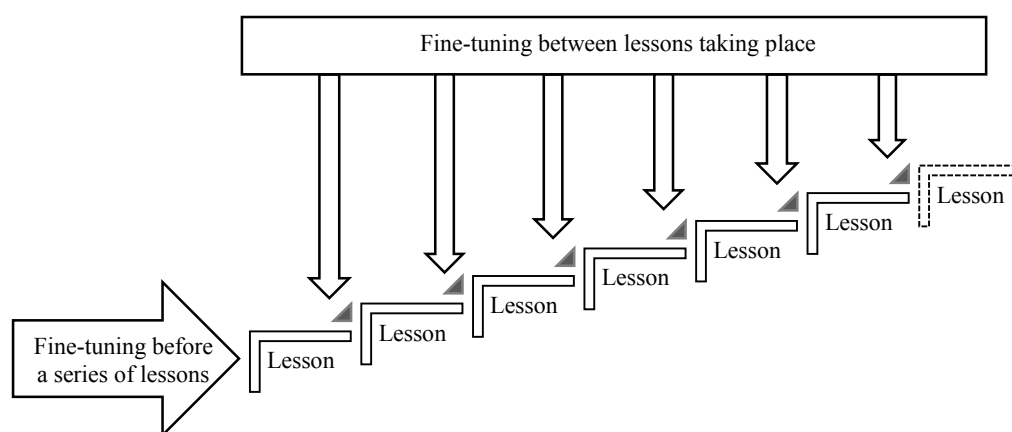 Fine-tuning between lessons taking place
Lesson
Lesson
Lesson
Lesson
Lesson
Lesson
Lesson
Fine-tuning before
a series of lessons